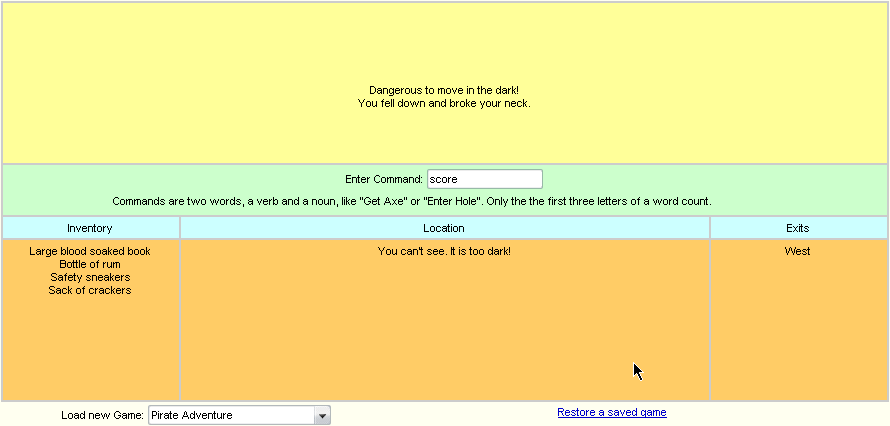 Dangerous to move in the dark!
You fell down and broke your neck.
Enter Command: score
Commands are two words, a verb and a noun, like "Get Axe" or "Enter Hole". Only the the first three letters of a word count.
Inventory
Location
Exits
Large blood soaked book
Bottle of rum
Safety sneakers
Sack of crackers
You can't see. It is too dark!
West
Load new Game: Pirate Adventure
Restore a saved game